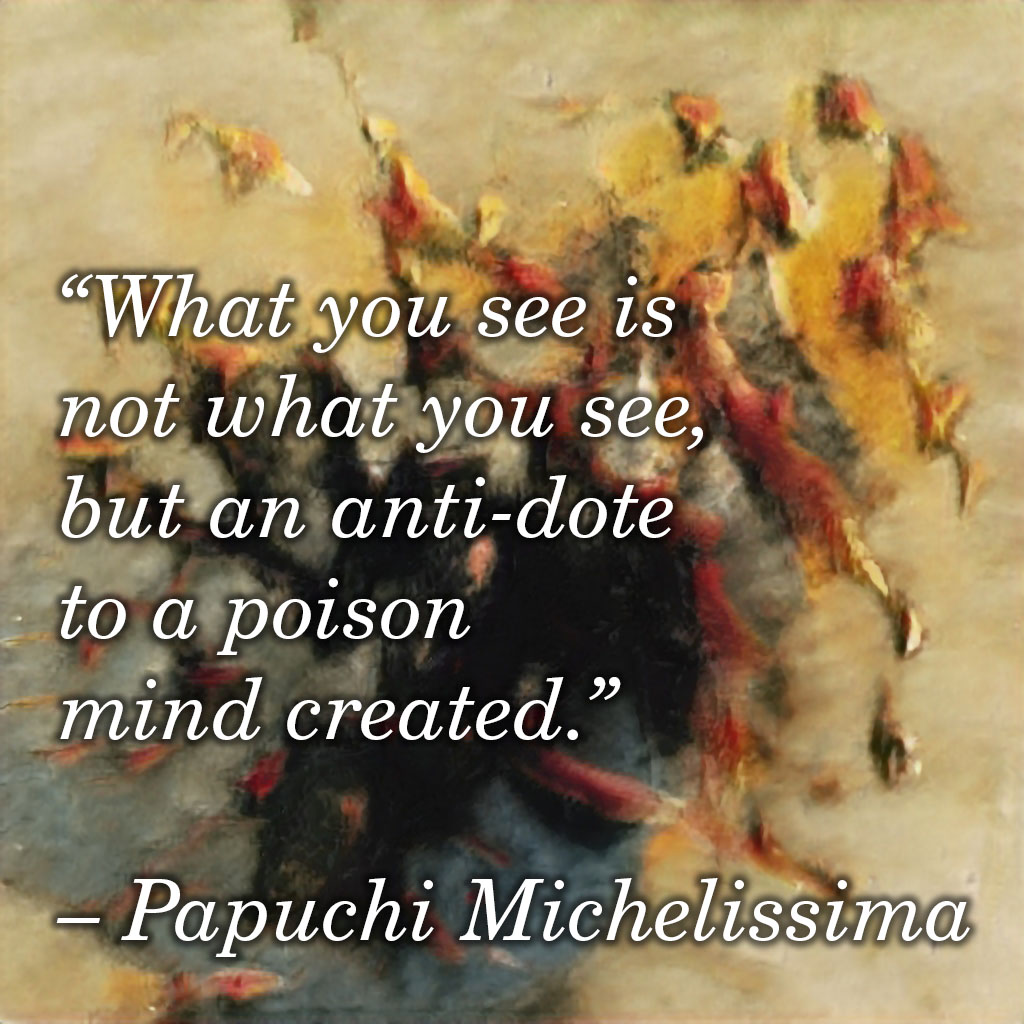 “What you see is
not what you see,
but an anti-dote
to a poison
mind created.”
– Papuchi Michelissima